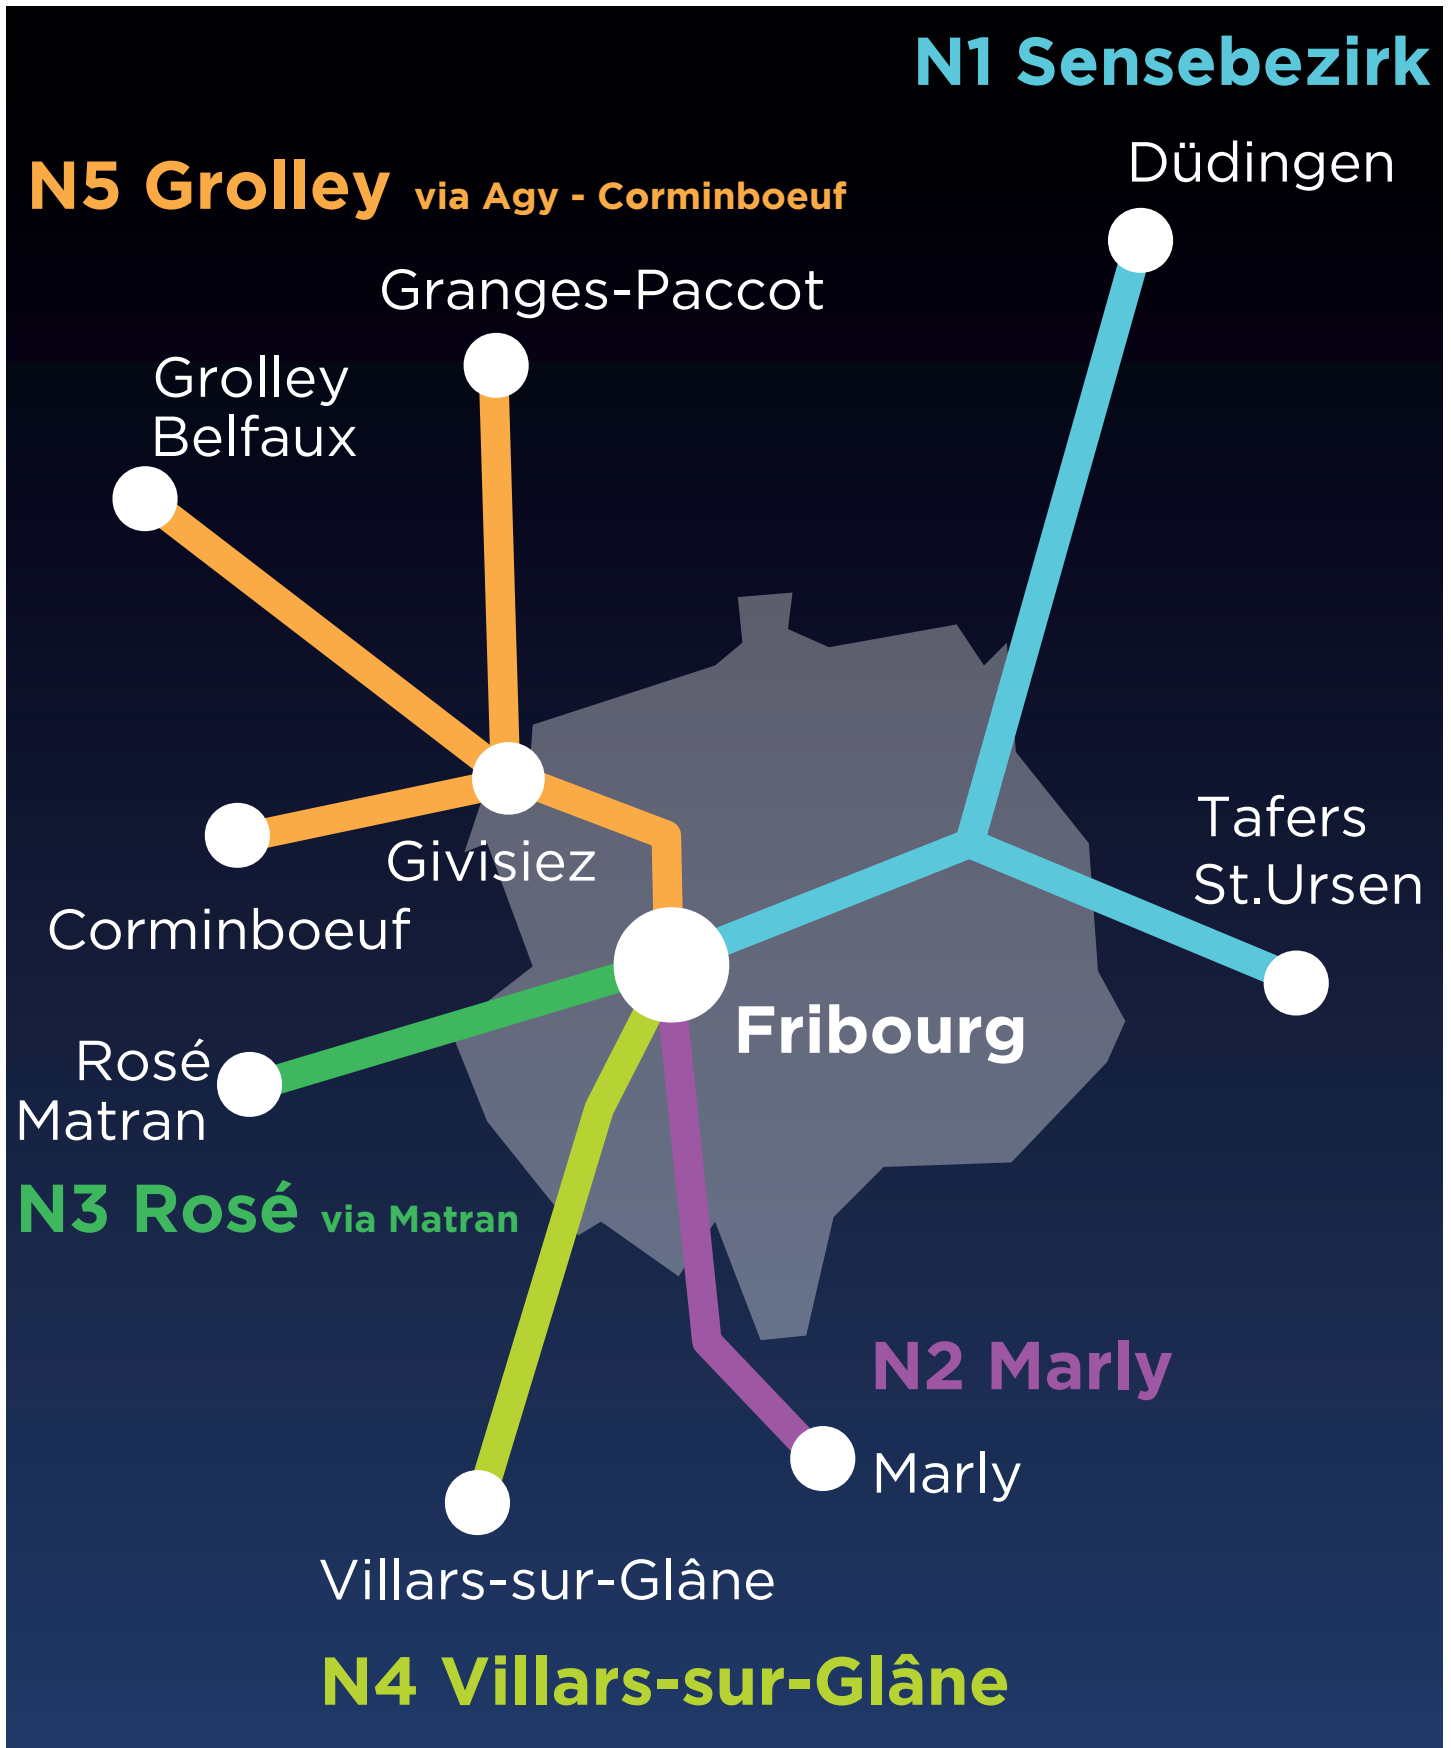 N1 Sensebezirk
Düdingen
N5 Grolley via Agy - Corminboeuf
Granges-Paccot
Grolley
Belfaux
Givisiez
Corminboeuf
Tafers
St.Ursen
Fribourg
Rosé
Matran
N3 Rosé via Matran
N2 Marly
Marly
Villars-sur-Glâne
N4 Villars-sur-Glâne